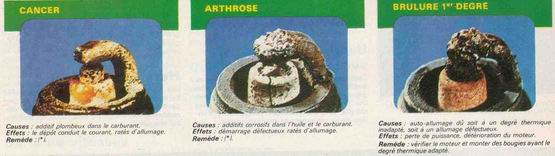 CANCER
Causes : additif plombeux dans le carburant.
Effets : le dépôt conduit le courant, ratés d'allumage.
Remède : (*).
ARTHROSE
Causes : additifs corrosifs dans l'huile et le carburant.
Effets : démarrage défectueux ratés d'allumage.
Remède : (*).
BRULURE 1er DEGRE
Causes : auto-allumage dû soit à un degré thermique
inadapté, soit à un allumage défectueux.
Effets : perte de puissance, détérioration du moteur.
Remède : vérifier le moteur et monter des bougies ayant le
degré thermique adapté.